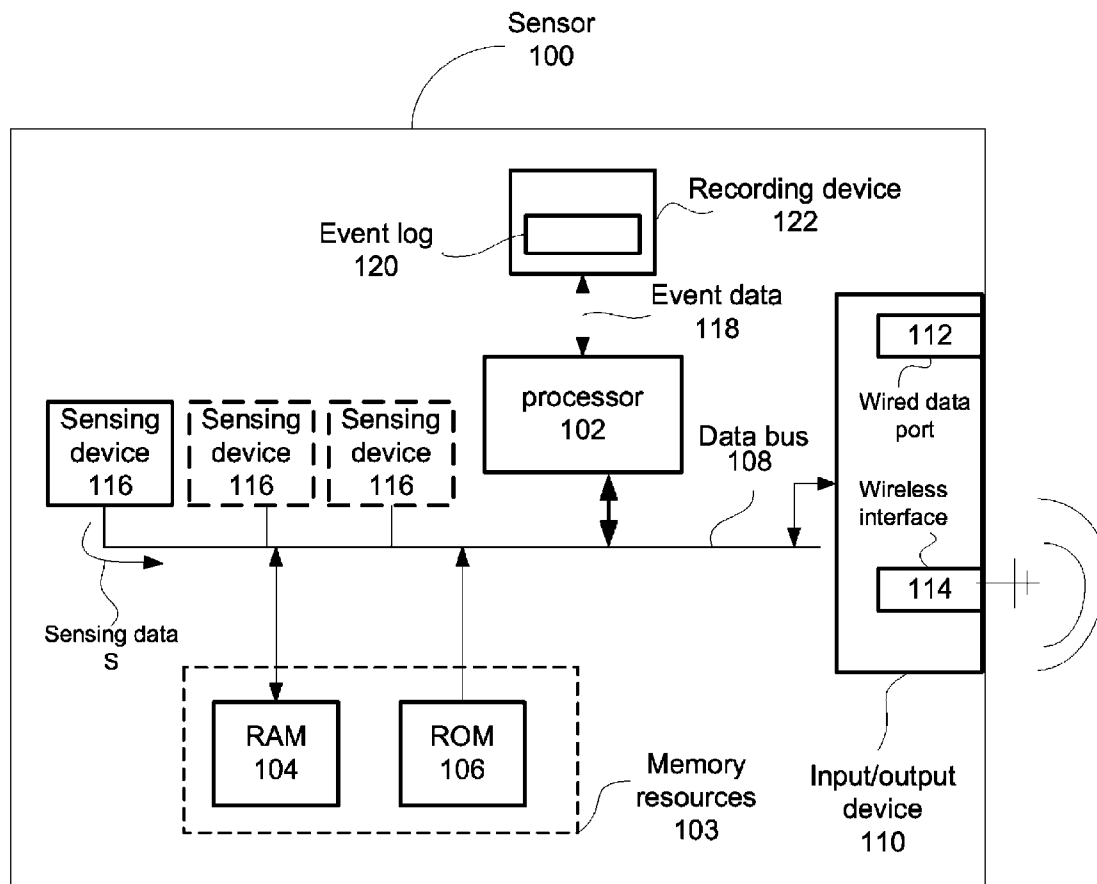 Sensor
100
Recording device
122
Event log
120
Event data
118
processor
102
112
Wired data
port
Sensing
device
116
Sensing
device
116
Sensing
device
116
Data bus
108
Wireless
interface
114
Sensing data
S
RAM
104
ROM
106
Memory
resources
103
Input/output
device
110